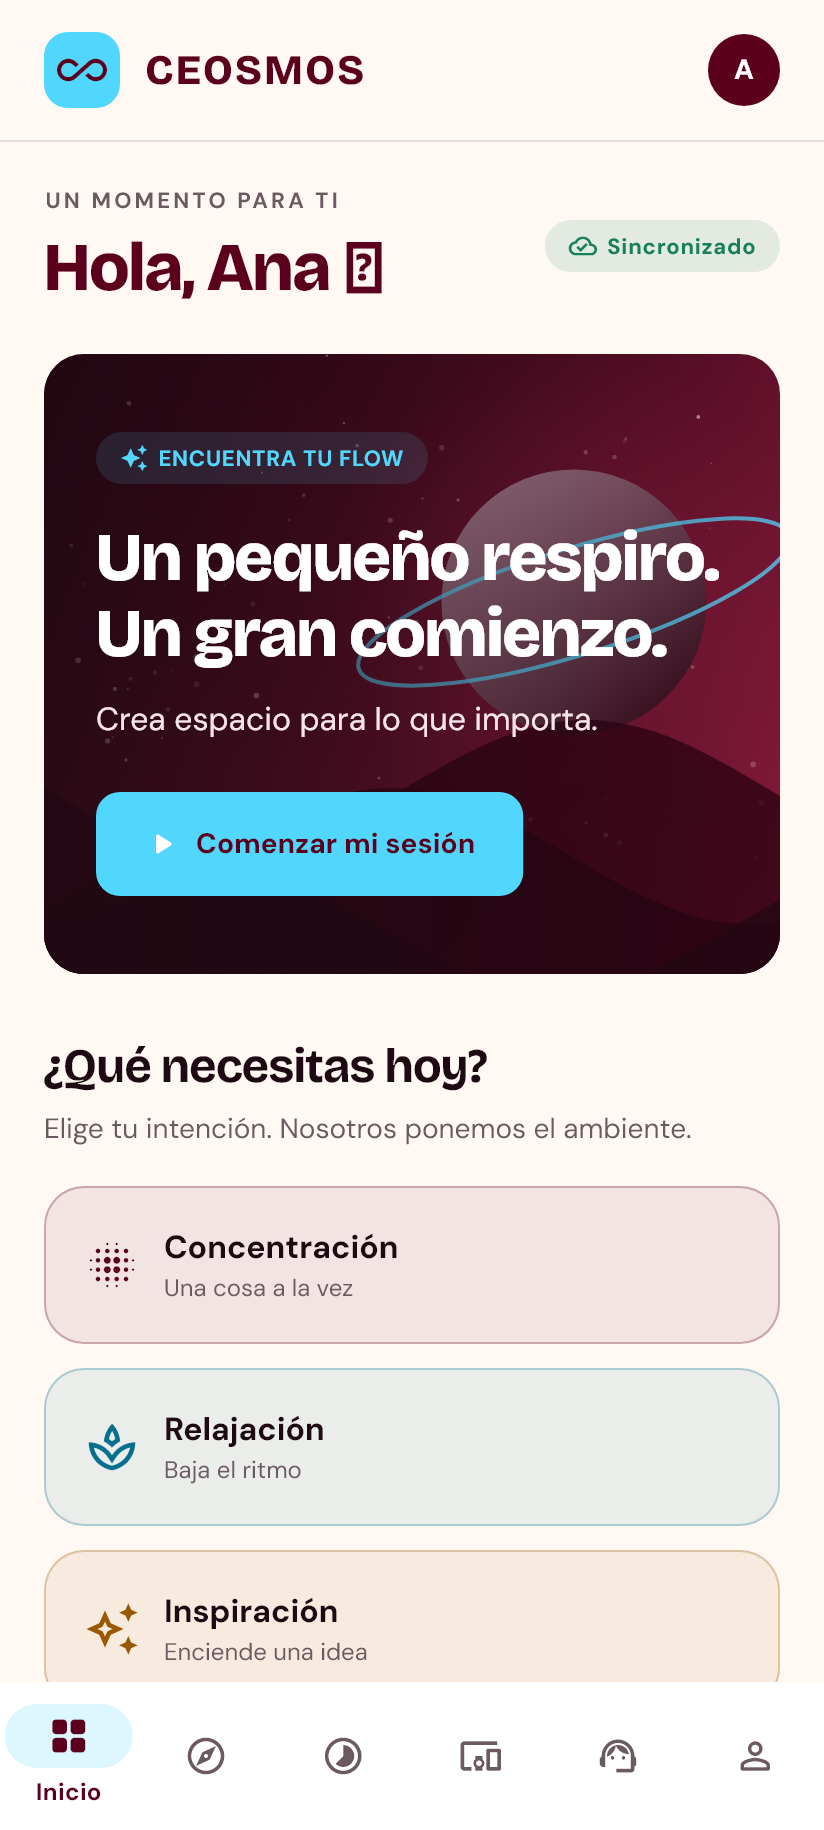 CEOSMOS
A
UN MOMENTO PARA TI
Hola, Ana
Sincronizado
ENCUENTRA TU FLOW
Un pequeño respiro.
Un gran comienzo.
Crea espacio para lo que importa.
Comenzar mi sesión
¿Qué necesitas hoy?
Elige tu intención. Nosotros ponemos el ambiente.
Concentración
Una cosa a la vez
Relajación
Baja el ritmo
Inspiración
Enciende una idea
Inicio